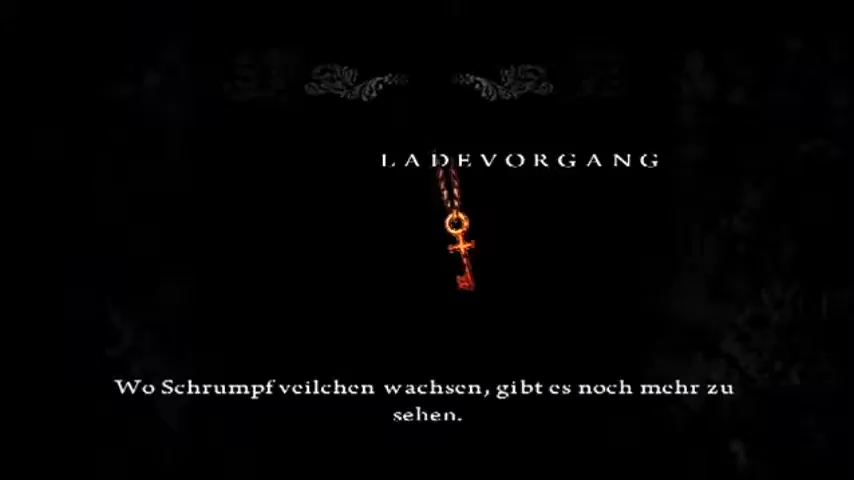 LADEVORGANG
Wo Schrumpfveilchen wachsen, gibt es noch mehr zu
sehen.